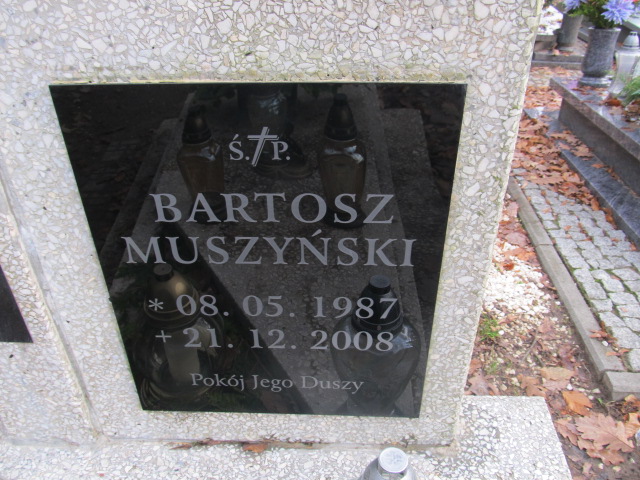 Ś.†P.
BARTOSZ
MUSZYŃSKI
* 08. 05. 1987
+ 21. 12. 2008
Pokój Jego Duszy